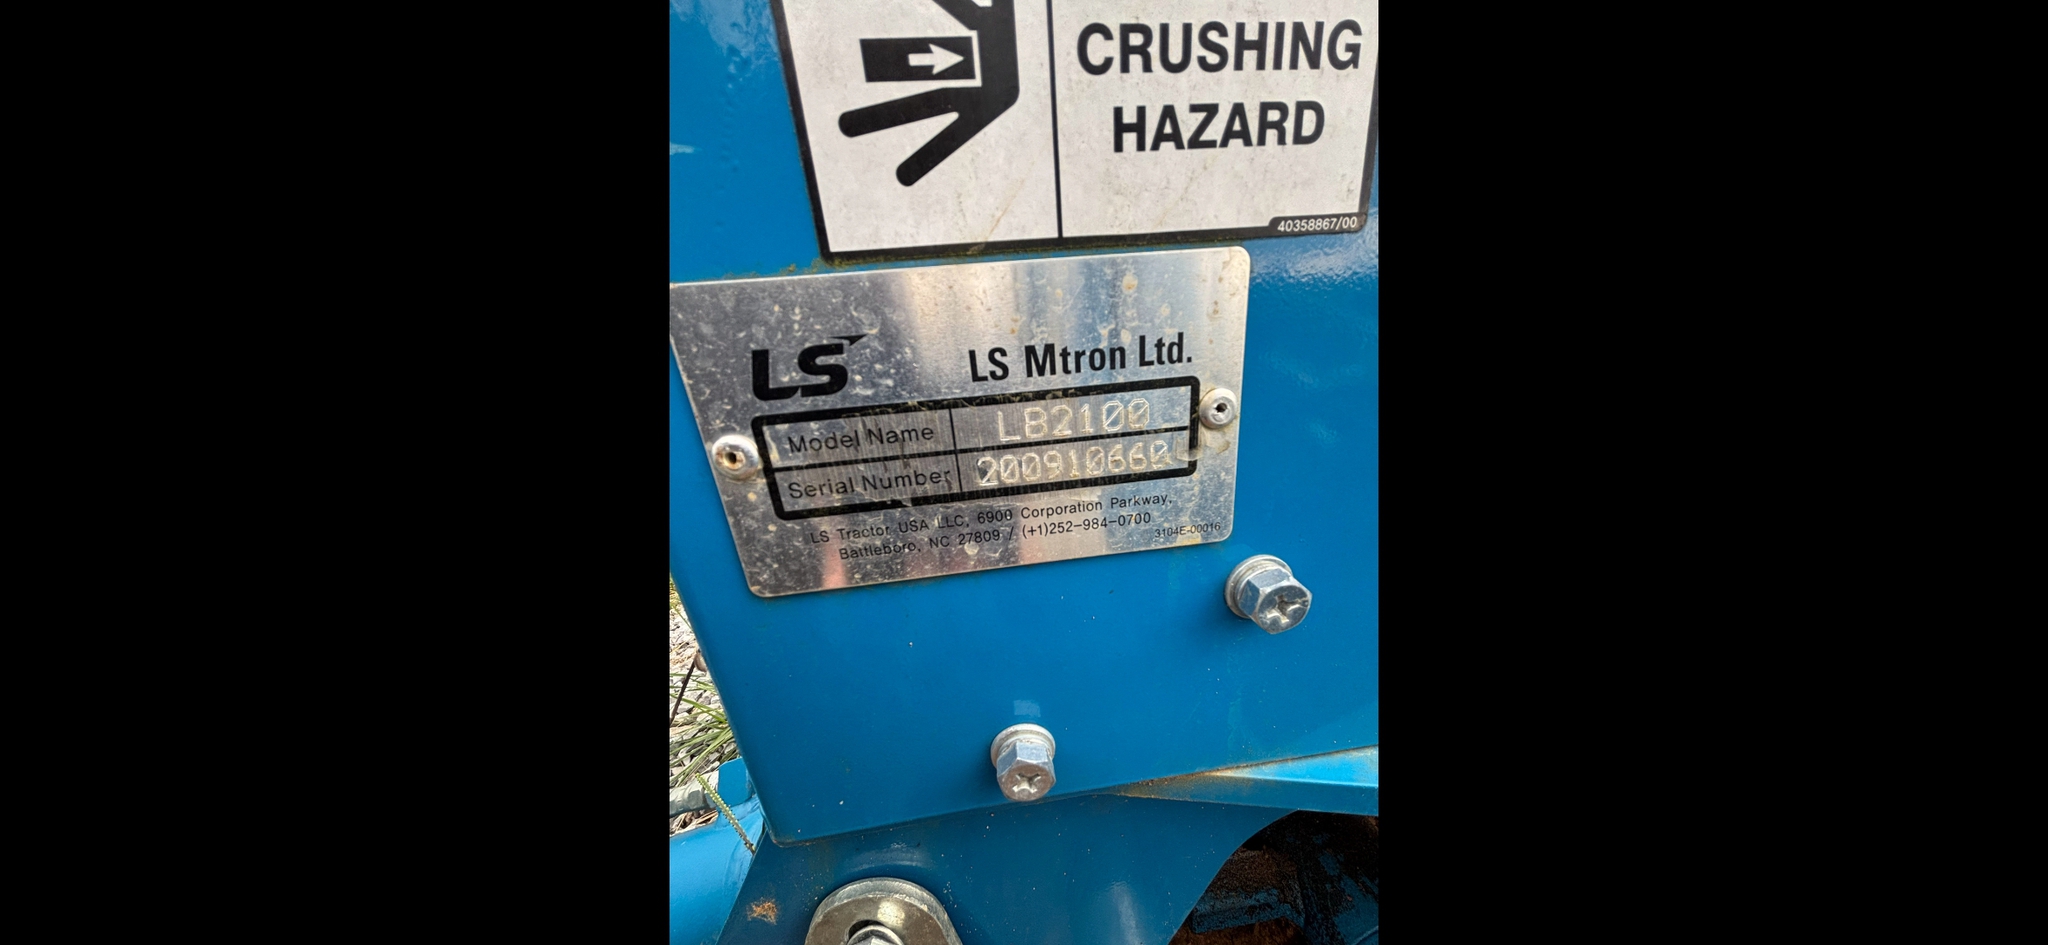 CRUSHING
HAZARD
40358867/00
LS
LS Mtron Ltd.
Model Name LB2100
Serial Number 200910660
LS Tractor USA LLC, 6900 Corporation Parkway,
Battleboro, NC 27809 / (+1)252-984-0700
3104E-00016